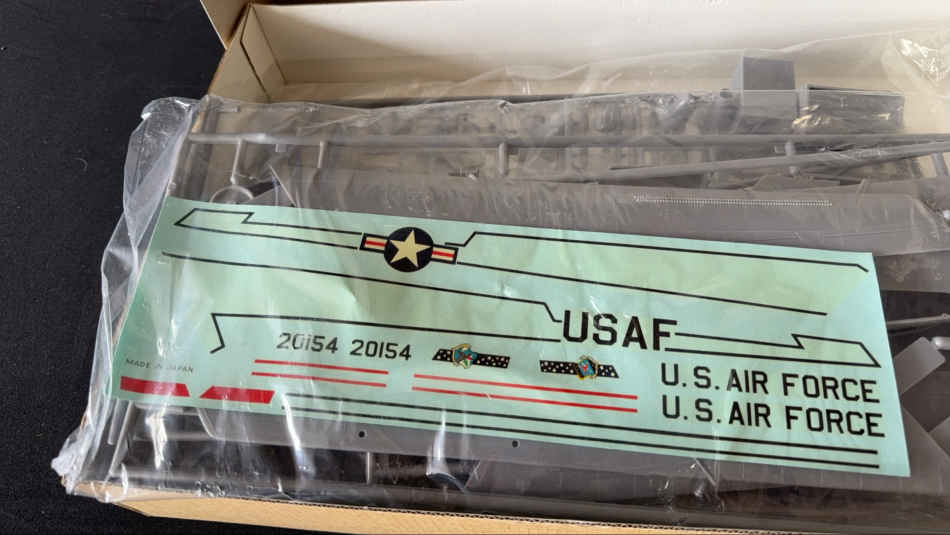 USAF
20154 20154
MADE IN JAPAN
U.S. AIR FORCE
U.S. AIR FORCE